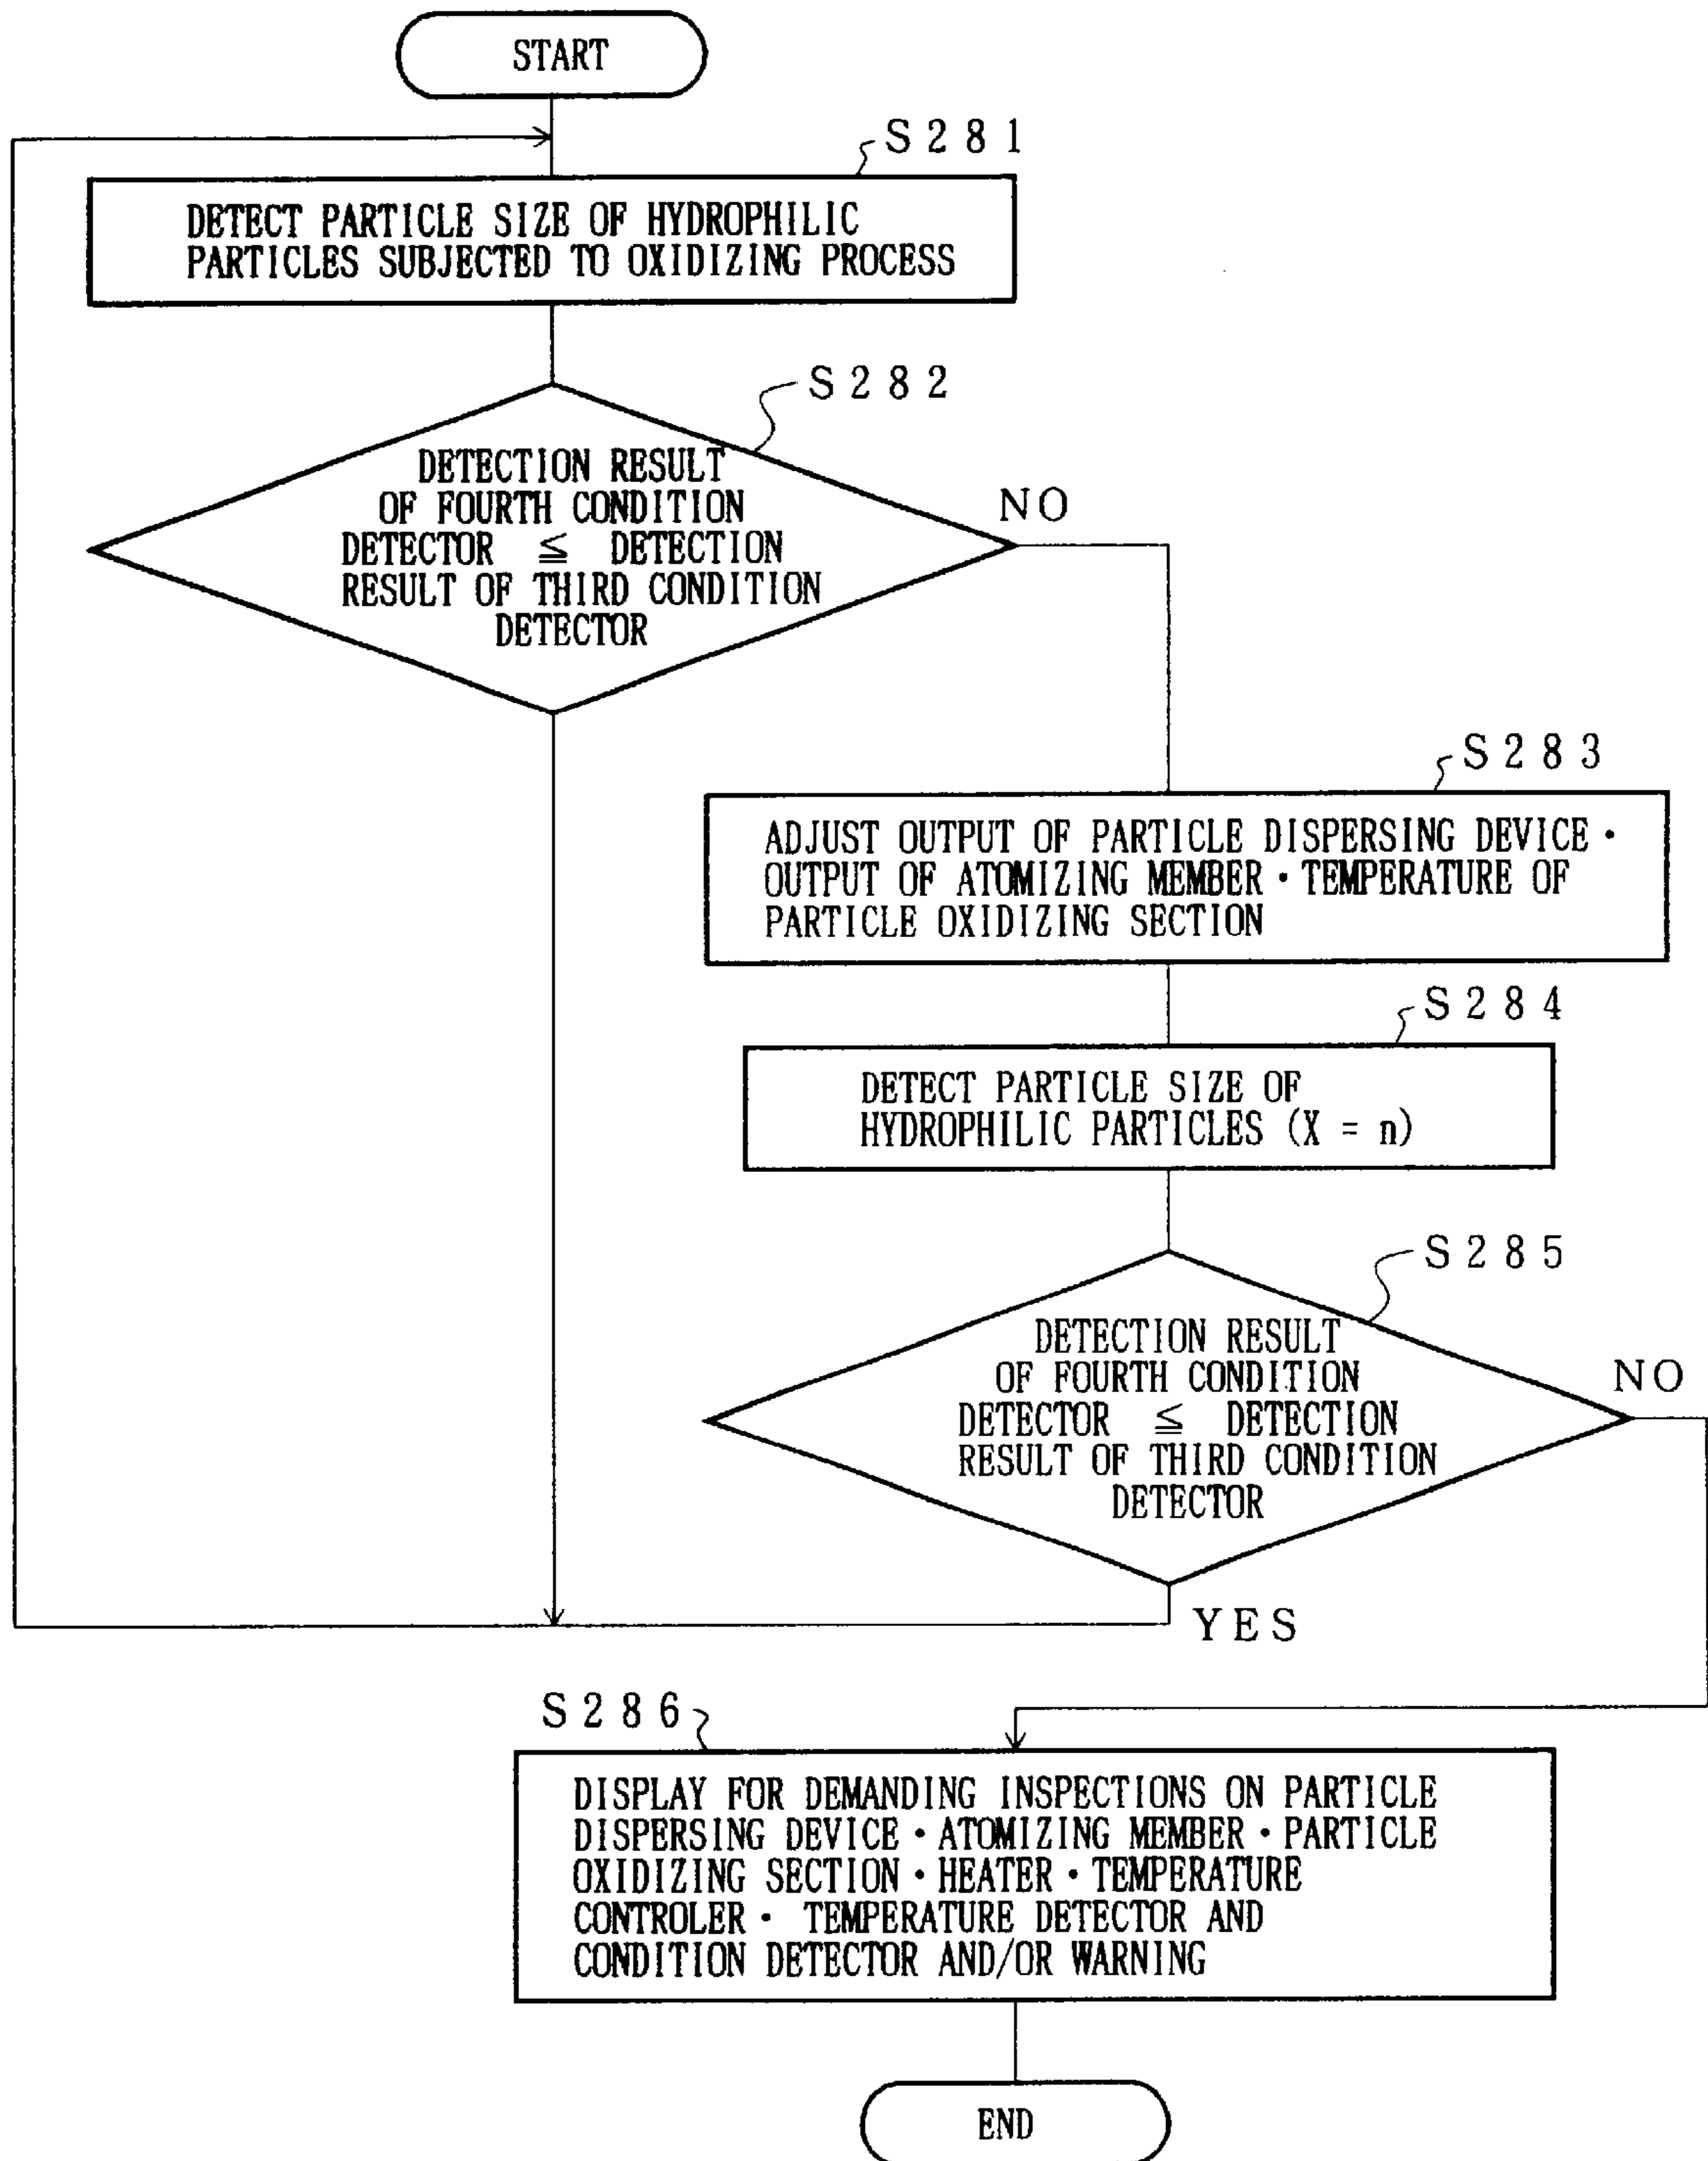 START
S281
DETECT PARTICLE SIZE OF HYDROPHILIC
PARTICLES SUBJECTED TO OXIDIZING PROCESS
S282
DETECTION RESULT
OF FOURTH CONDITION
DETECTOR ≦ DETECTION
RESULT OF THIRD CONDITION
DETECTOR
NO
S283
ADJUST OUTPUT OF PARTICLE DISPERSING DEVICE・
OUTPUT OF ATOMIZING MEMBER・TEMPERATURE OF
PARTICLE OXIDIZING SECTION
S284
DETECT PARTICLE SIZE OF
HYDROPHILIC PARTICLES (X = n)
S285
DETECTION RESULT
OF FOURTH CONDITION
DETECTOR ≦ DETECTION
RESULT OF THIRD CONDITION
DETECTOR
NO
YES
S286
DISPLAY FOR DEMANDING INSPECTIONS ON PARTICLE
DISPERSING DEVICE・ATOMIZING MEMBER・PARTICLE
OXIDIZING SECTION・HEATER・TEMPERATURE
CONTROLER・ TEMPERATURE DETECTOR AND
CONDITION DETECTOR AND/OR WARNING
END